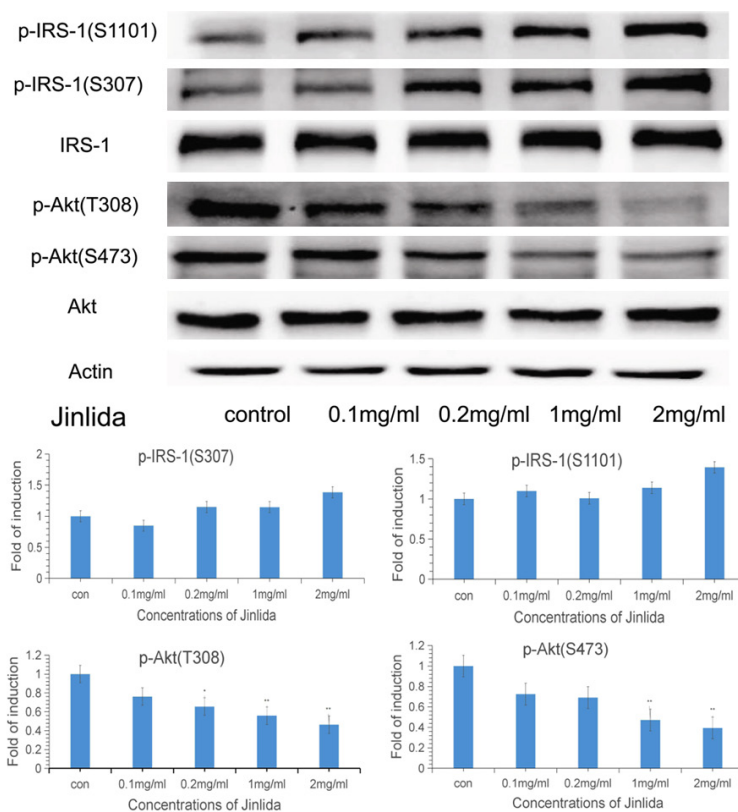 p-IRS-1(S1101)
p-IRS-1(S307)
IRS-1
p-Akt(T308)
p-Akt(S473)
Akt
Actin
Jinlida control 0.1mg/ml 0.2mg/ml 1mg/ml 2mg/ml
p-IRS-1(S307)
Fold of induction
2
1.5
1
0.5
0
con 0.1mg/ml 0.2mg/ml 1mg/ml 2mg/ml
Concentrations of Jinlida
p-IRS-1(S1101)
Fold of induction
1.5
1
0.5
0
con 0.1mg/ml 0.2mg/ml 1mg/ml 2mg/ml
Concentrations of Jinlida
p-Akt(T308)
Fold of induction
1.2
1
0.8
0.6
0.4
0.2
0
* ** **
con 0.1mg/ml 0.2mg/ml 1mg/ml 2mg/ml
Concentrations of Jinlida
p-Akt(S473)
Fold of induction
1.2
1
0.8
0.6
0.4
0.2
0
** **
con 0.1mg/ml 0.2mg/ml 1mg/ml 2mg/ml
Concentrations of Jinlida